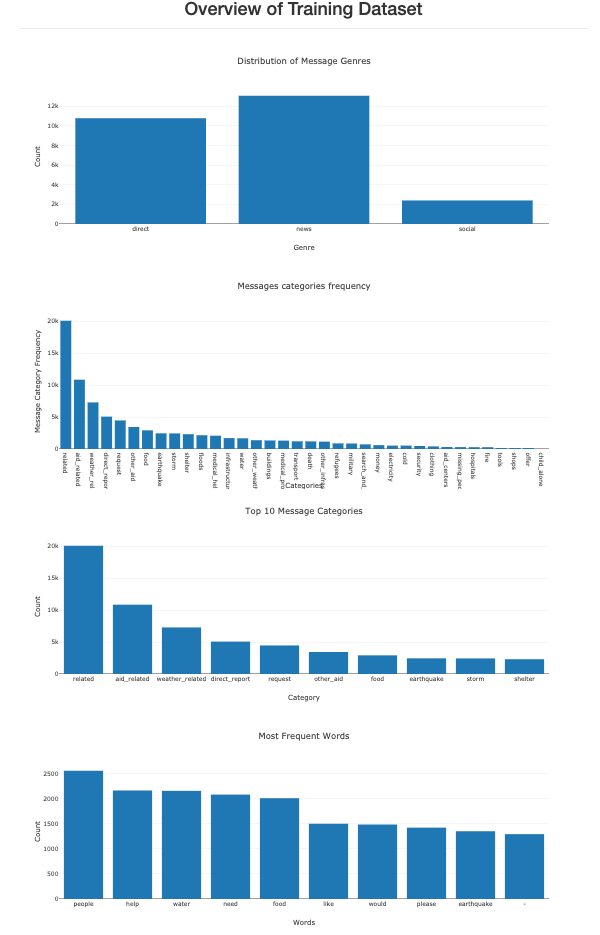 Overview of Training Dataset
Distribution of Message Genres
Count
12k
10k
8k
6k
4k
2k
0
direct news social
Genre
Messages categories frequency
Message Category Frequency
20k
15k
10k
5k
0
related aid_related weather_rel direct_repor request other_aid food earthquake storm shelter floods medical_hel infrastructur water other_weath buildings medical_pro transport death other_infras refugees military search_and money electricity cold security clothing aid_centers missing_peo hospitals fire tools shops offer child_alone
Categories
Top 10 Message Categories
Count
20k
15k
10k
5k
0
related aid_related weather_related direct_report request other_aid food earthquake storm shelter
Category
Most Frequent Words
Count
2500
2000
1500
1000
500
0
people help water need food like would please earthquake -
Words